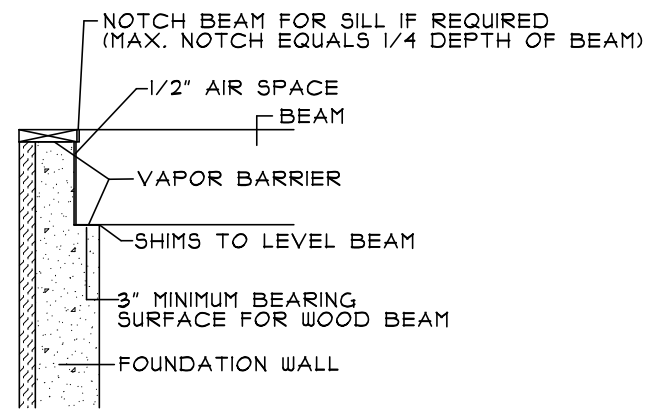 NOTCH BEAM FOR SILL IF REQUIRED
(MAX. NOTCH EQUALS 1/4 DEPTH OF BEAM)
1/2" AIR SPACE
BEAM
VAPOR BARRIER
SHIMS TO LEVEL BEAM
3" MINIMUM BEARING
SURFACE FOR WOOD BEAM
FOUNDATION WALL